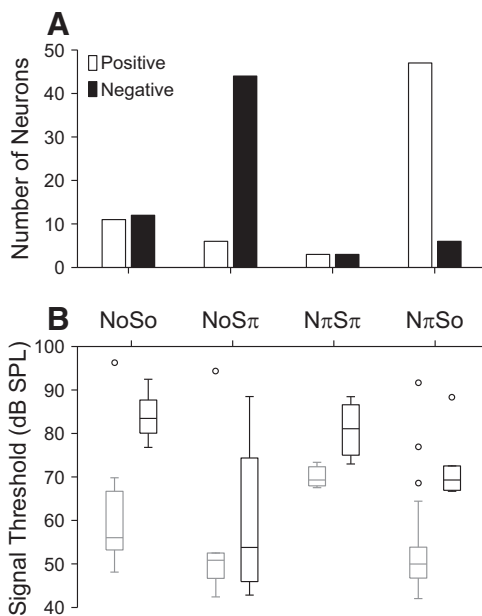 A
Number of Neurons
50
40
30
20
10
0
Positive
Negative
B
NoSo NoSπ NπSπ NπSo
Signal Threshold (dB SPL)
100
90
80
70
60
50
40